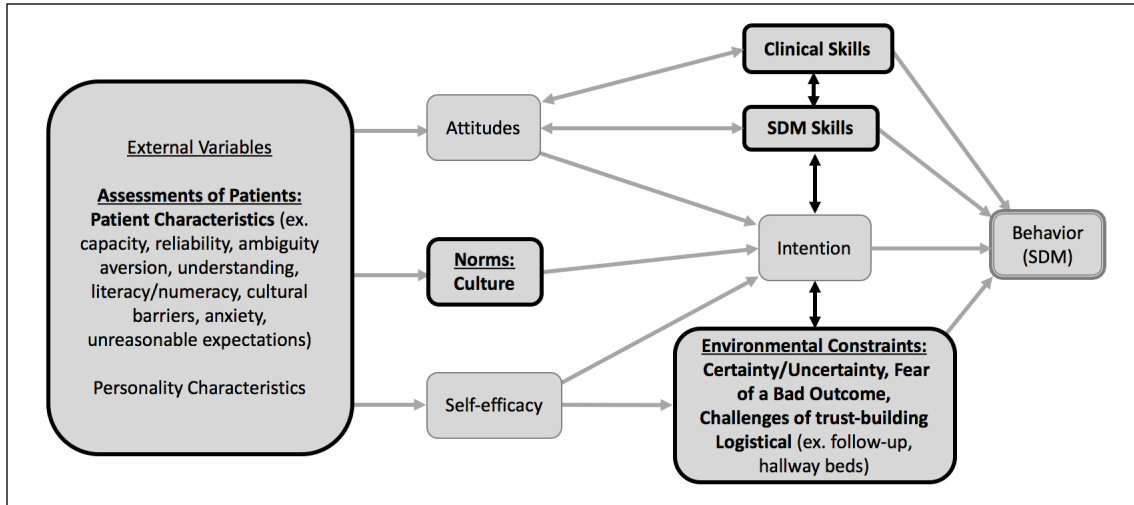 External Variables
Assessments of Patients:
Patient Characteristics (ex.
capacity, reliability, ambiguity
aversion, understanding,
literacy/numeracy, cultural
barriers, anxiety,
unreasonable expectations)
Personality Characteristics
Attitudes
Norms:
Culture
Self-efficacy
Clinical Skills
SDM Skills
Intention
Environmental Constraints:
Certainty/Uncertainty, Fear
of a Bad Outcome,
Challenges of trust-building
Logistical (ex. follow-up,
hallway beds)
Behavior
(SDM)